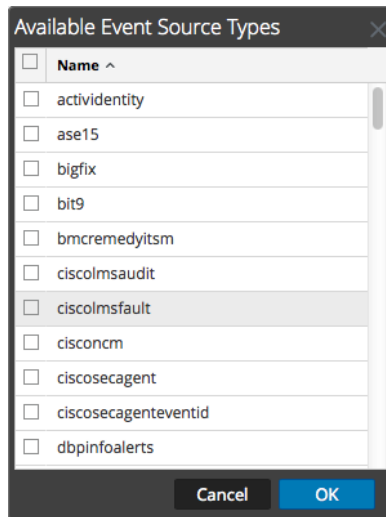 Available Event Source Types
Name
actividentity
ase15
bigfix
bit9
bmcremedyitsm
ciscolmsaudit
ciscolmsfault
cisconcm
ciscosecagent
ciscosecagenteventid
dbpinfoalerts
Cancel OK